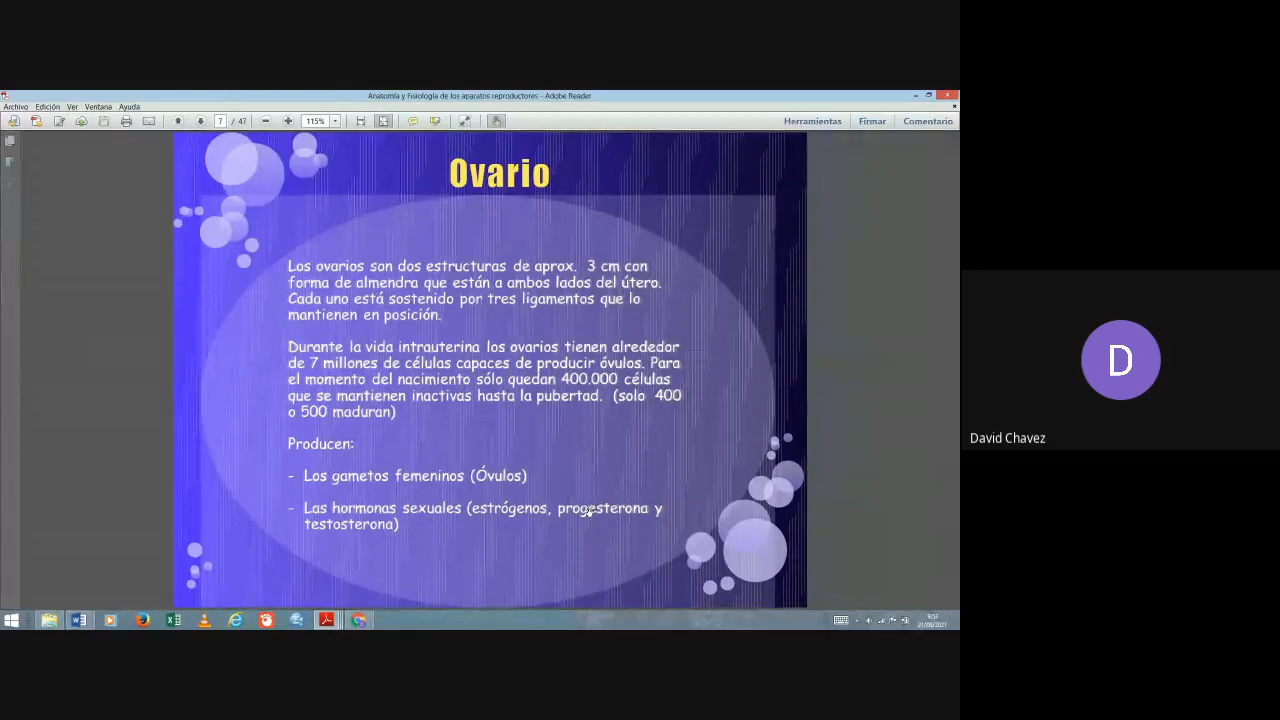 Anatomía y Fisiología de los aparatos reproductores - Adobe Reader
Archivo Edición Ver Ventana Ayuda
7 / 47 115% Herramientas Firmar Comentario
Ovario
Los ovarios son dos estructuras de aprox. 3 cm con
forma de almendra que están a ambos lados del útero.
Cada uno está sostenido por tres ligamentos que lo
mantienen en posición.
Durante la vida intrauterina los ovarios tienen alrededor
de 7 millones de células capaces de producir óvulos. Para
el momento del nacimiento sólo quedan 400.000 células
que se mantienen inactivas hasta la pubertad. (solo 400
o 500 maduran)
Producen:
- Los gametos femeninos (Óvulos)
- Las hormonas sexuales (estrógenos, progesterona y
testosterona)
D
David Chavez
9:53
21/08/2021